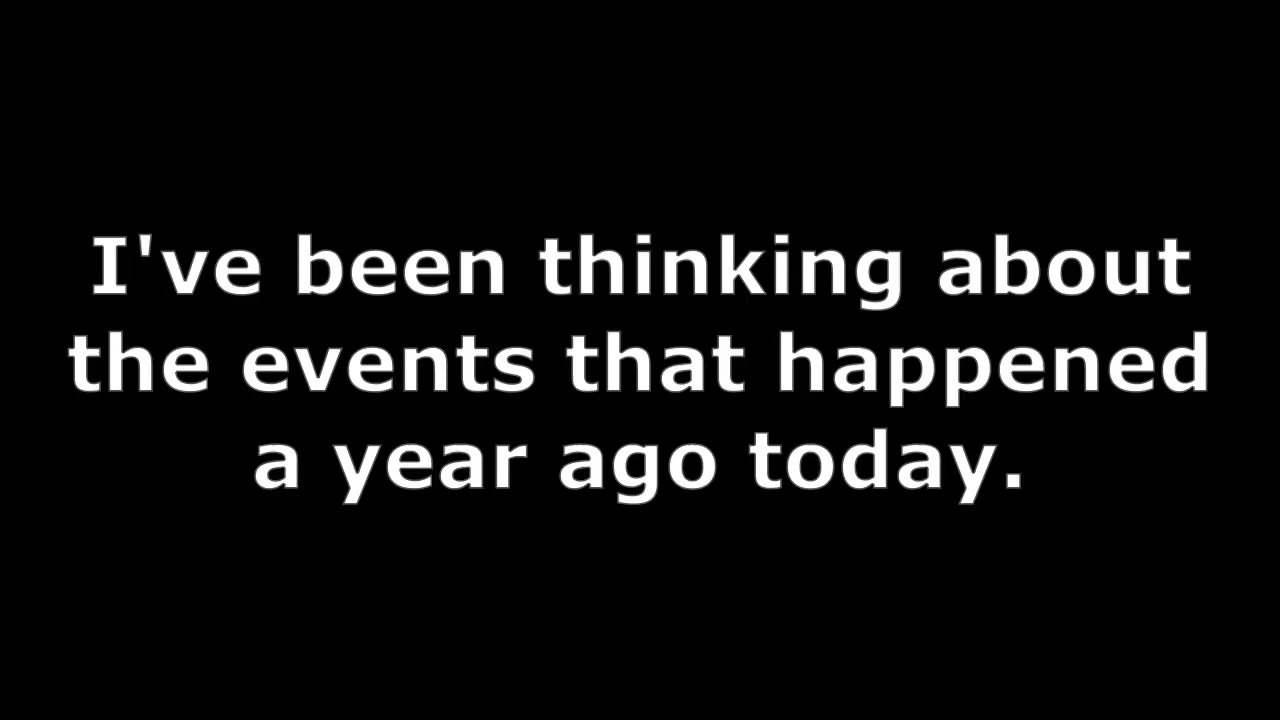 I've been thinking about
the events that happened
a year ago today.